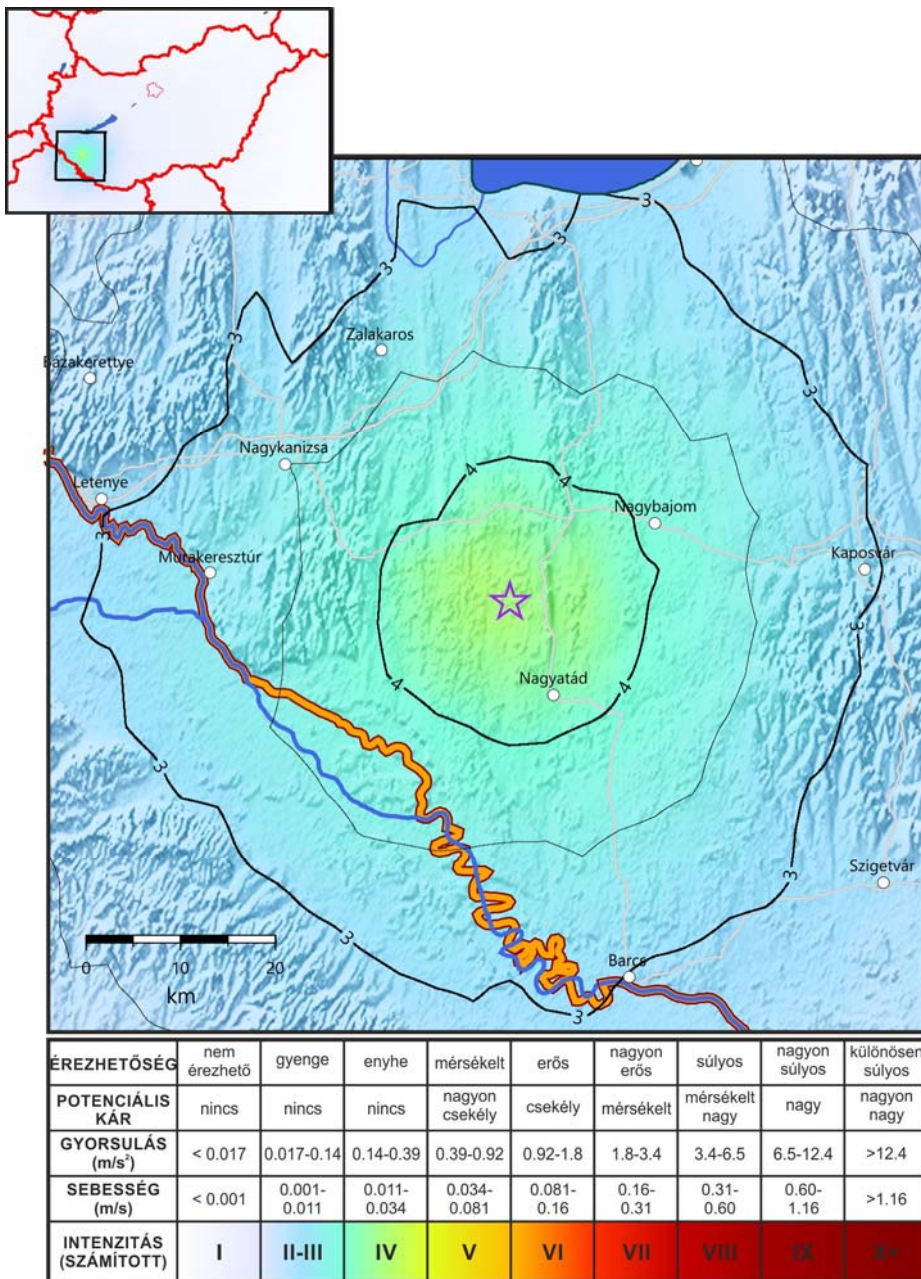 3
3
3
3
Zalakaros
Bázakerettye
3
Nagykanizsa
4
4
Letenye
Nagybajom
3
Kaposvár
Murakeresztúr
3
Nagyatád
4
4
3
Szigetvár
3
3
Barcs
0 10 20
km
3
ÉREZHETŐSÉG nem érezhető gyenge enyhe mérsékelt erős nagyon erős súlyos nagyon súlyos különösen súlyos
POTENCIÁLIS KÁR nincs nincs nincs nagyon csekély csekély mérsékelt mérsékelt nagy nagy nagyon nagy
GYORSULÁS (m/s²) < 0.017 0.017-0.14 0.14-0.39 0.39-0.92 0.92-1.8 1.8-3.4 3.4-6.5 6.5-12.4 >12.4
SEBESSÉG (m/s) < 0.001 0.001-0.011 0.011-0.034 0.034-0.081 0.081-0.16 0.16-0.31 0.31-0.60 0.60-1.16 >1.16
INTENZITÁS (SZÁMÍTOTT) I II-III IV V VI VII VIII IX X+